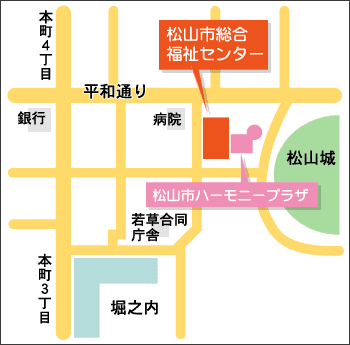 本町4丁目
松山市総合
福祉センター
平和通り
銀行
病院
松山城
松山市ハーモニープラザ
若草合同
庁舎
本町3丁目
堀之内